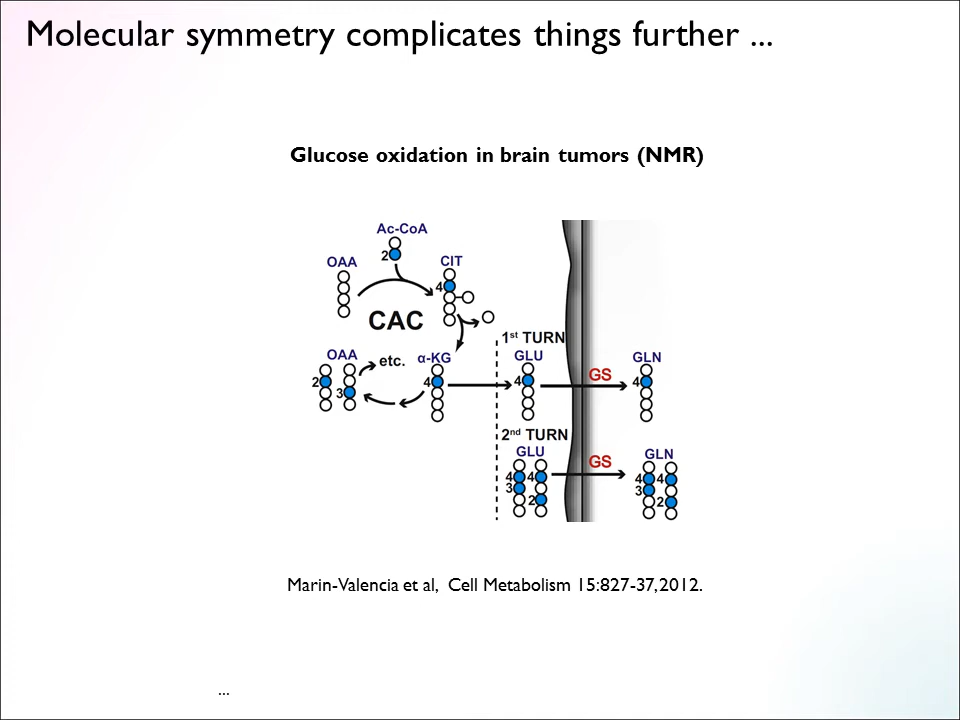 Molecular symmetry complicates things further ...
Glucose oxidation in brain tumors (NMR)
Ac-CoA
2
OAA
CIT
4
CAC
1st TURN
OAA
etc.
α-KG
GLU
GLN
2
3
4
4
GS
4
2nd TURN
GLU
GLN
GS
4 4
3
2
4 4
3
2
Marin-Valencia et al, Cell Metabolism 15:827-37,2012.
...